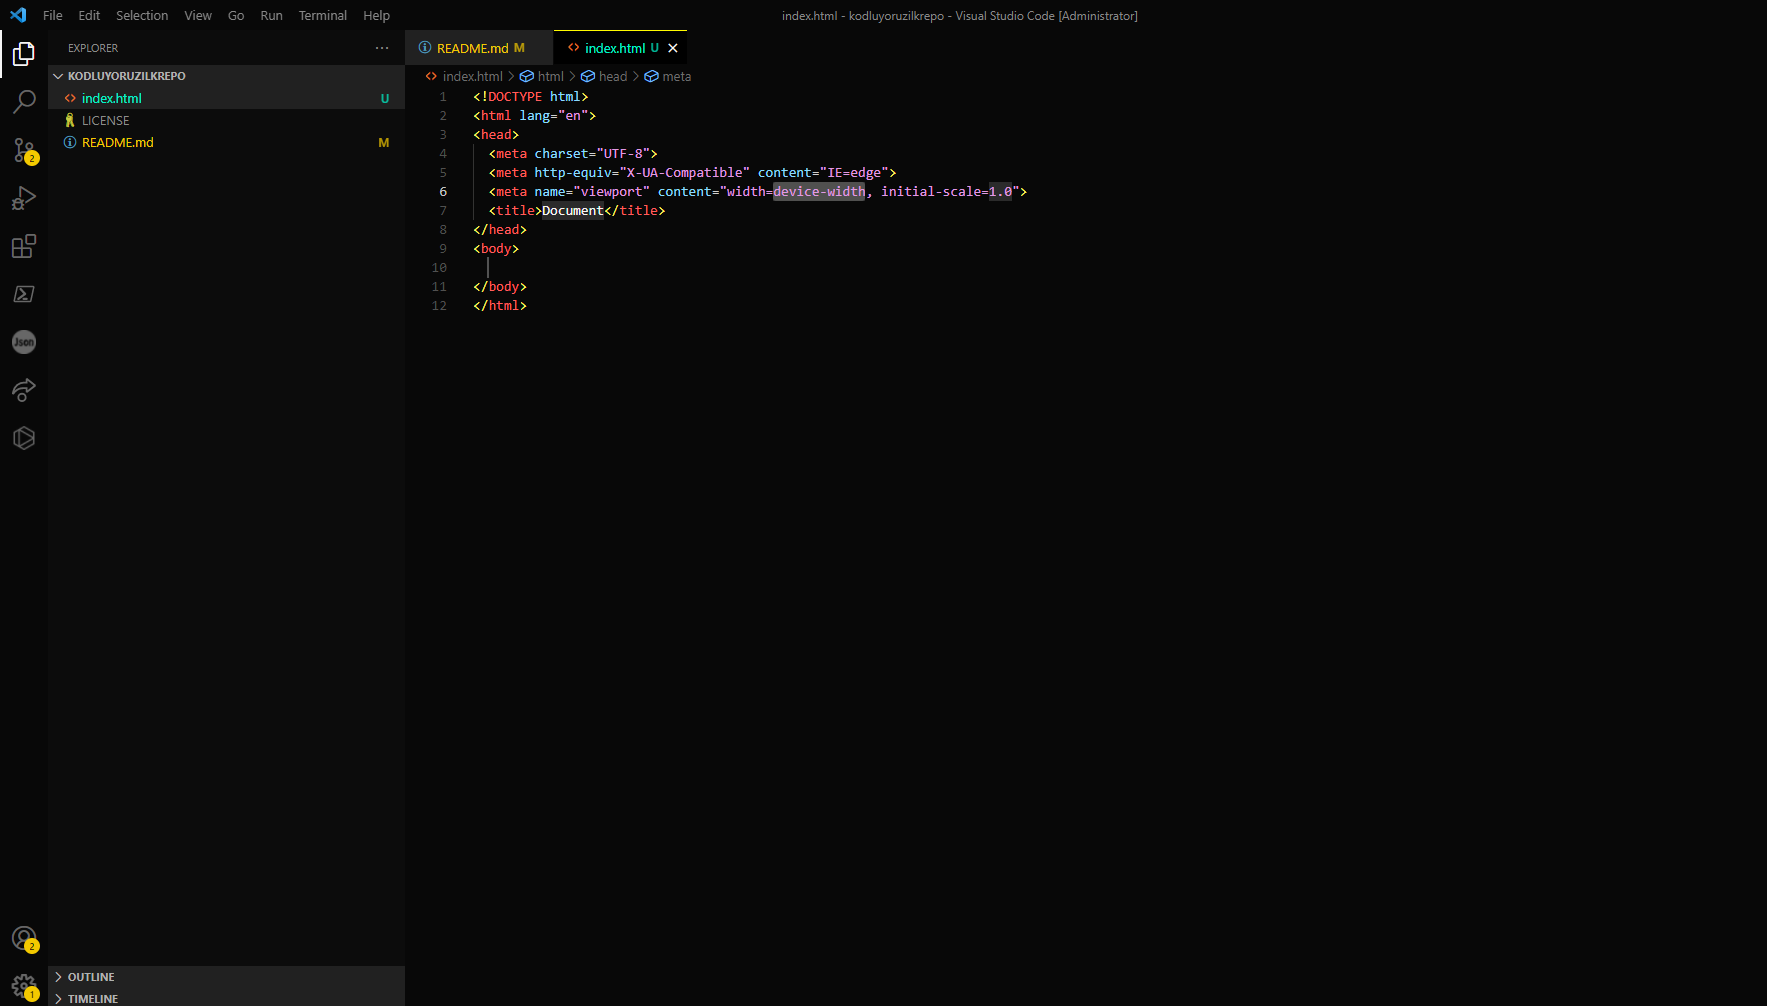 File Edit Selection View Go Run Terminal Help
index.html - kodluyoruzilkrepo - Visual Studio Code [Administrator]
EXPLORER ···
KODLUYORUZILKREPO
index.html U
LICENSE
README.md M
README.md M
index.html U
index.html > html > head > meta
1 <!DOCTYPE html>
2 <html lang="en">
3 <head>
4 <meta charset="UTF-8">
5 <meta http-equiv="X-UA-Compatible" content="IE=edge">
6 <meta name="viewport" content="width=device-width, initial-scale=1.0">
7 <title>Document</title>
8 </head>
9 <body>
10
11 </body>
12 </html>
2
Json
2
1
OUTLINE
TIMELINE